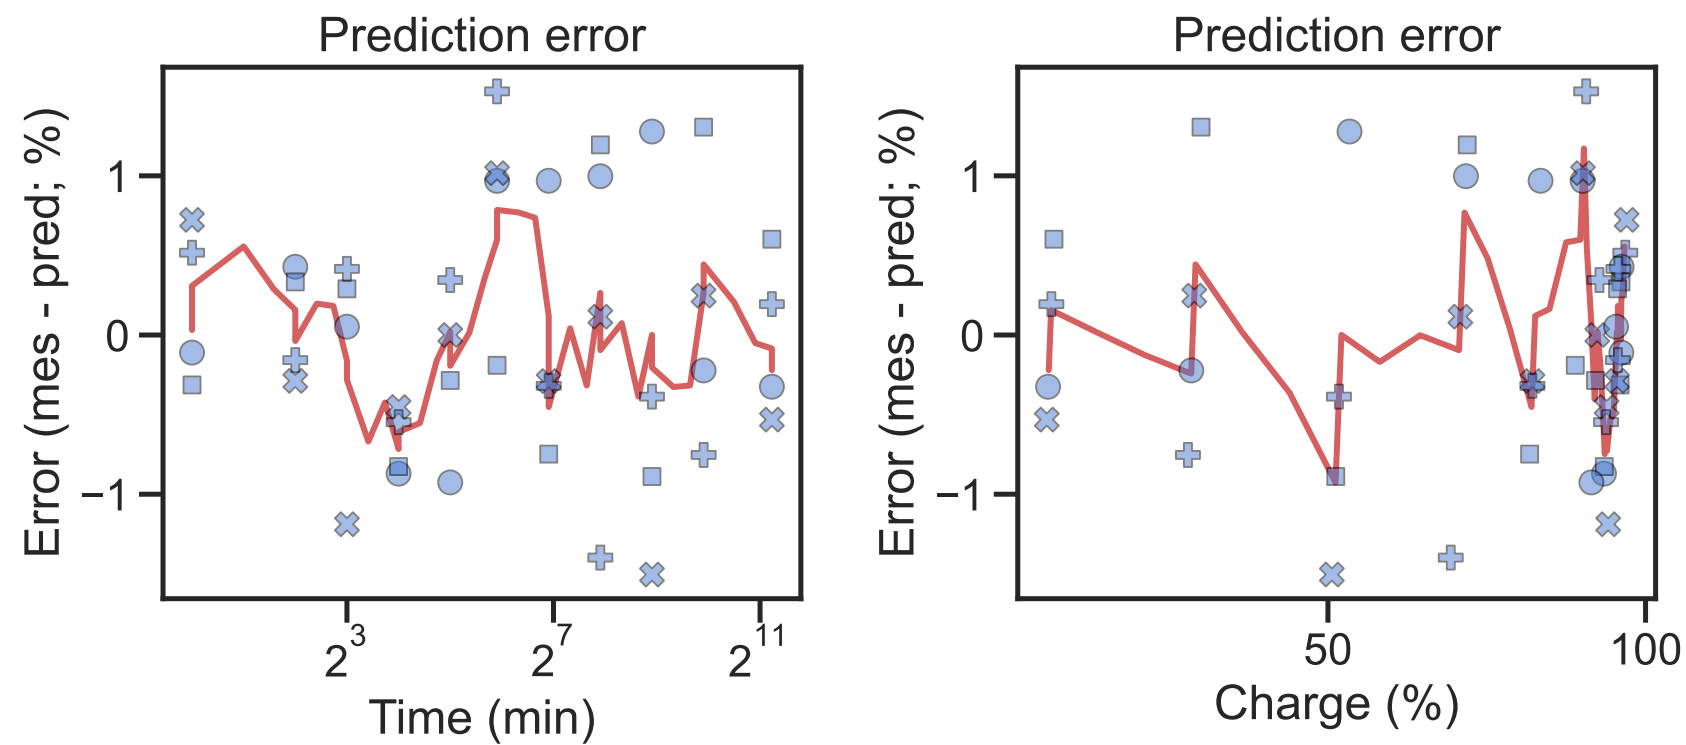 Prediction error
Error (mes - pred; %)
1
0
−1
2^3
2^7
2^11
Time (min)
Prediction error
Error (mes - pred; %)
1
0
−1
50
100
Charge (%)